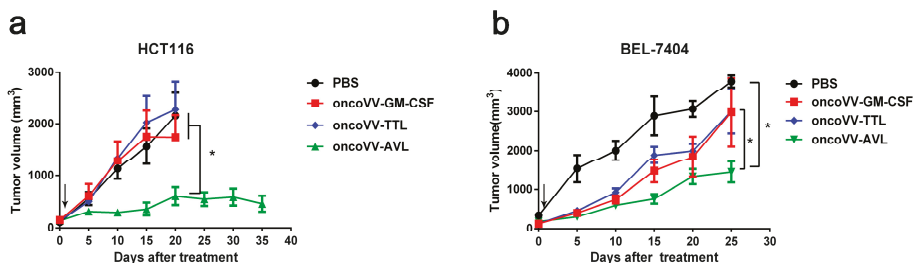 a
HCT116
Tumor volume (mm³)
3000
2000
1000
0
0 5 10 15 20 25 30 35 40
Days after treatment
*
PBS
oncoVV-GM-CSF
oncoVV-TTL
oncoVV-AVL
b
BEL-7404
Tumor volume(mm³)
4000
3000
2000
1000
0
0 5 10 15 20 25 30
Days after treatment
*
*
PBS
oncoVV-GM-CSF
oncoVV-TTL
oncoVV-AVL